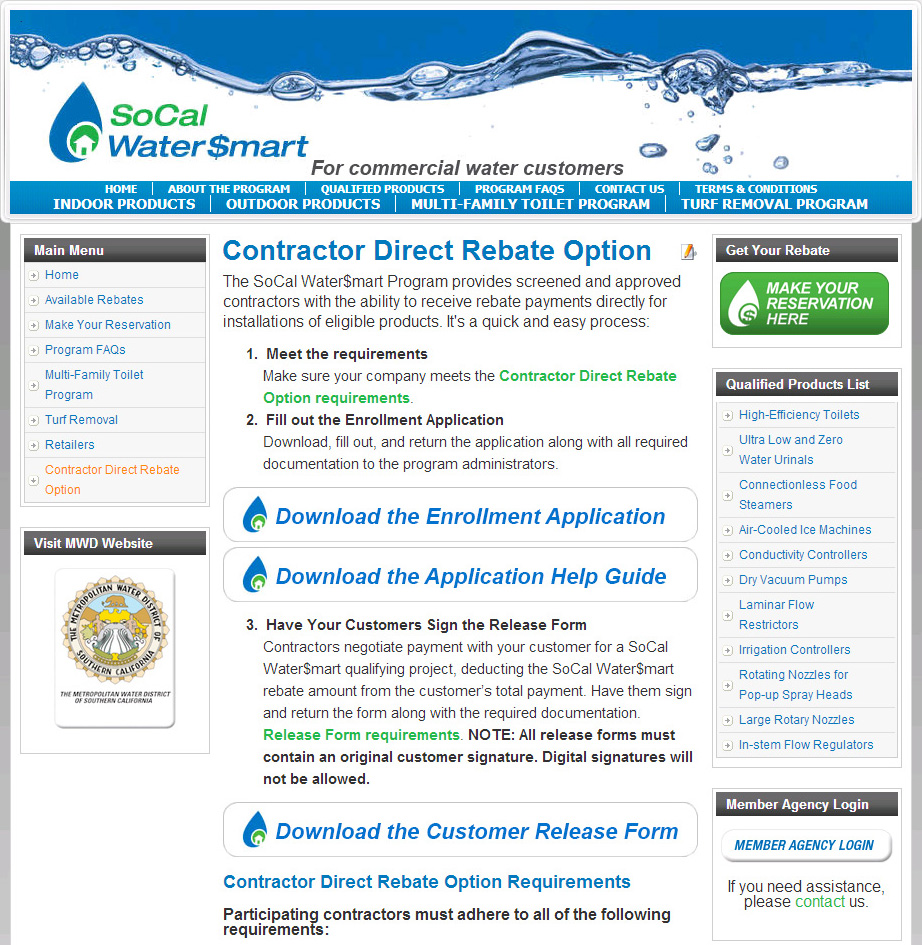 SoCal
Water$mart
For commercial water customers
HOME
ABOUT THE PROGRAM
QUALIFIED PRODUCTS
PROGRAM FAQS
CONTACT US
TERMS & CONDITIONS
INDOOR PRODUCTS
OUTDOOR PRODUCTS
MULTI-FAMILY TOILET PROGRAM
TURF REMOVAL PROGRAM
Main Menu
Home
Available Rebates
Make Your Reservation
Program FAQs
Multi-Family Toilet
Program
Turf Removal
Retailers
Contractor Direct Rebate
Option
Visit MWD Website
THE METROPOLITAN WATER DISTRICT OF
SOUTHERN CALIFORNIA
THE METROPOLITAN WATER DISTRICT
OF SOUTHERN CALIFORNIA
Contractor Direct Rebate Option
The SoCal Water$mart Program provides screened and approved
contractors with the ability to receive rebate payments directly for
installations of eligible products. It's a quick and easy process:
1. Meet the requirements
Make sure your company meets the Contractor Direct Rebate
Option requirements.
2. Fill out the Enrollment Application
Download, fill out, and return the application along with all required
documentation to the program administrators.
Download the Enrollment Application
Download the Application Help Guide
3. Have Your Customers Sign the Release Form
Contractors negotiate payment with your customer for a SoCal
Water$mart qualifying project, deducting the SoCal Water$mart
rebate amount from the customer's total payment. Have them sign
and return the form along with the required documentation.
Release Form requirements. NOTE: All release forms must
contain an original customer signature. Digital signatures will
not be allowed.
Download the Customer Release Form
Contractor Direct Rebate Option Requirements
Participating contractors must adhere to all of the following
requirements:
Get Your Rebate
MAKE YOUR
RESERVATION
HERE
Qualified Products List
High-Efficiency Toilets
Ultra Low and Zero
Water Urinals
Connectionless Food
Steamers
Air-Cooled Ice Machines
Conductivity Controllers
Dry Vacuum Pumps
Laminar Flow
Restrictors
Irrigation Controllers
Rotating Nozzles for
Pop-up Spray Heads
Large Rotary Nozzles
In-stem Flow Regulators
Member Agency Login
MEMBER AGENCY LOGIN
If you need assistance,
please contact us.